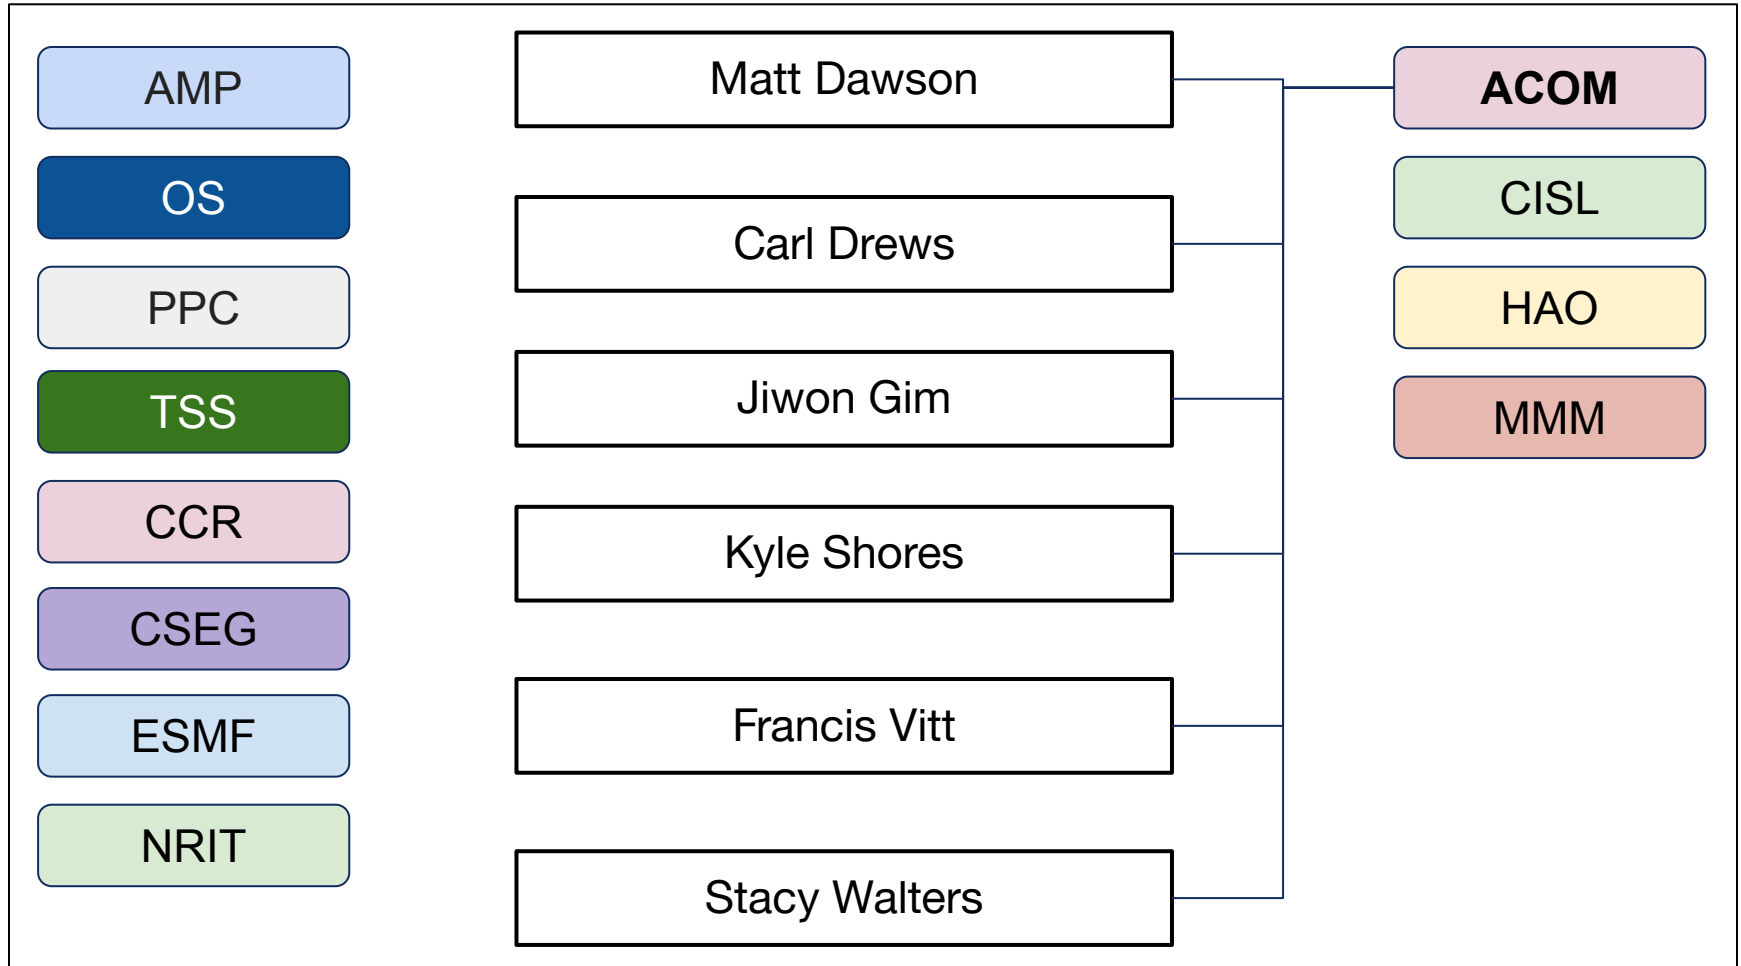 AMP
OS
PPC
TSS
CCR
CSEG
ESMF
NRIT
Matt Dawson
Carl Drews
Jiwon Gim
Kyle Shores
Francis Vitt
Stacy Walters
ACOM
CISL
HAO
MMM